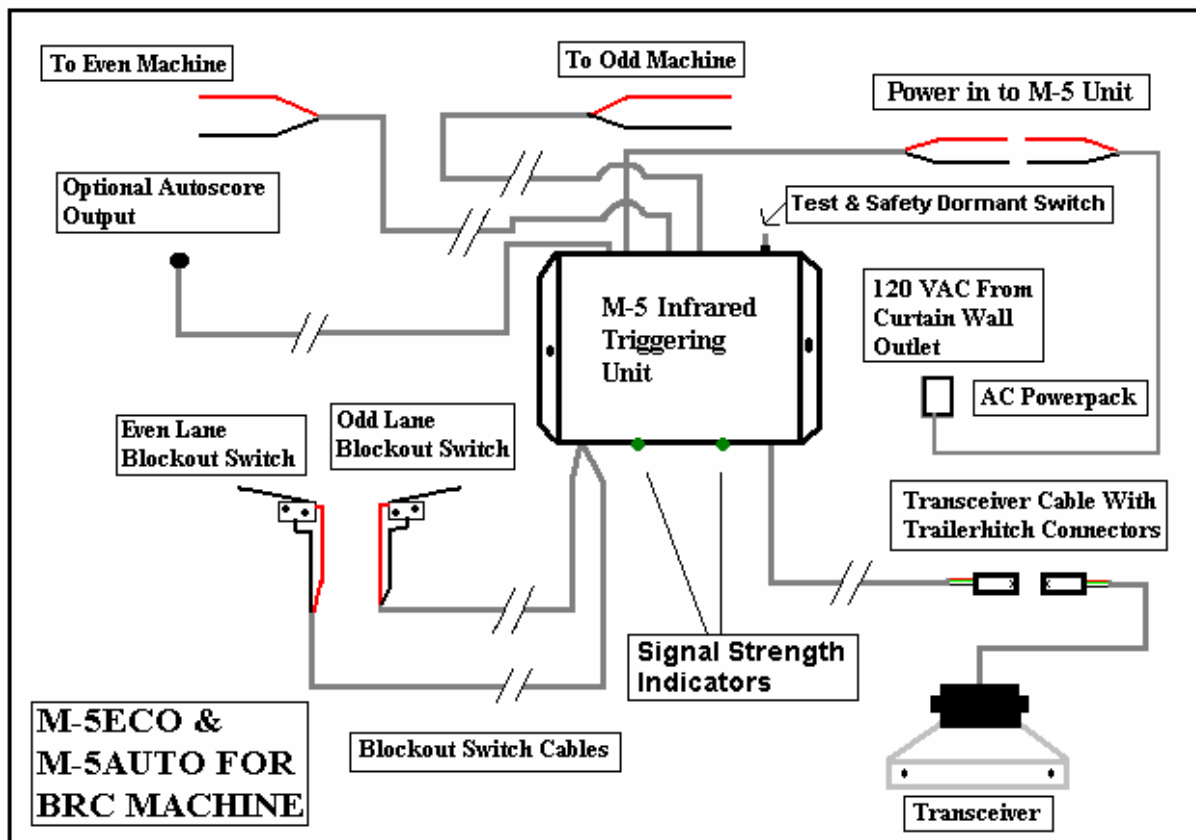 To Even Machine
To Odd Machine
Power in to M-5 Unit
Optional Autoscore
Output
Test & Safety Dormant Switch
M-5 Infrared
Triggering
Unit
120 VAC From
Curtain Wall
Outlet
AC Powerpack
Even Lane
Blockout Switch
Odd Lane
Blockout Switch
Transceiver Cable With
Trailerhitch Connectors
Signal Strength
Indicators
M-5ECO &
M-5AUTO FOR
BRC MACHINE
Blockout Switch Cables
Transceiver